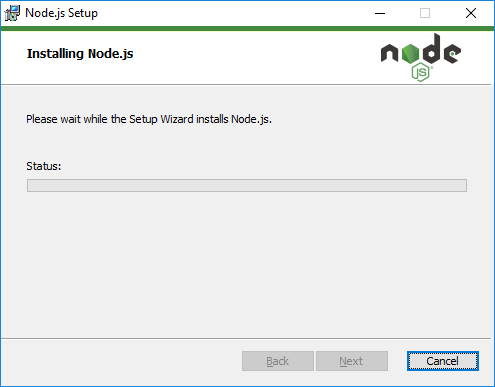 Node.js Setup
Installing Node.js
node
JS
Please wait while the Setup Wizard installs Node.js.
Status:
Back
Next
Cancel